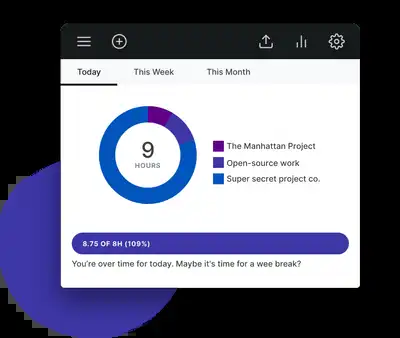 Today
This Week
This Month
9
HOURS
The Manhattan Project
Open-source work
Super secret project co.
8.75 OF 8H (109%)
You're over time for today. Maybe it's time for a wee break?